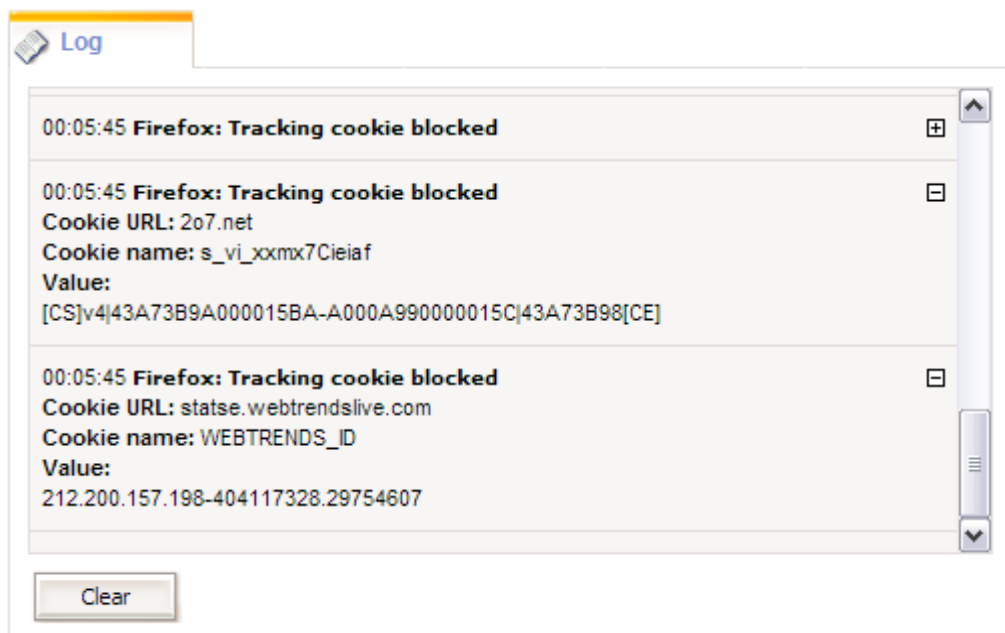 Log
00:05:45 Firefox: Tracking cookie blocked
00:05:45 Firefox: Tracking cookie blocked
Cookie URL: 2o7.net
Cookie name: s_vi_xxmx7Cieiaf
Value:
[CS]v4|43A73B9A000015BA-A000A990000015C|43A73B98[CE]
00:05:45 Firefox: Tracking cookie blocked
Cookie URL: statse.webtrendslive.com
Cookie name: WEBTRENDS_ID
Value:
212.200.157.198-404117328.29754607
Clear